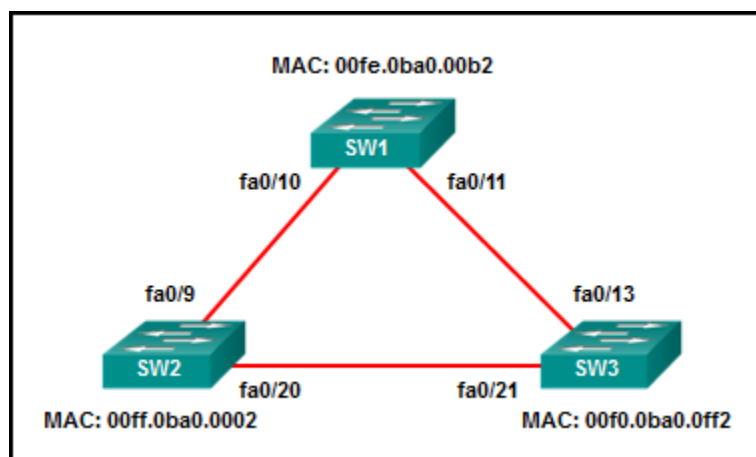 MAC: 00fe.0ba0.00b2
SW1
fa0/10
fa0/11
fa0/9
fa0/13
SW2
SW3
fa0/20
fa0/21
MAC: 00ff.0ba0.0002
MAC: 00f0.0ba0.0ff2